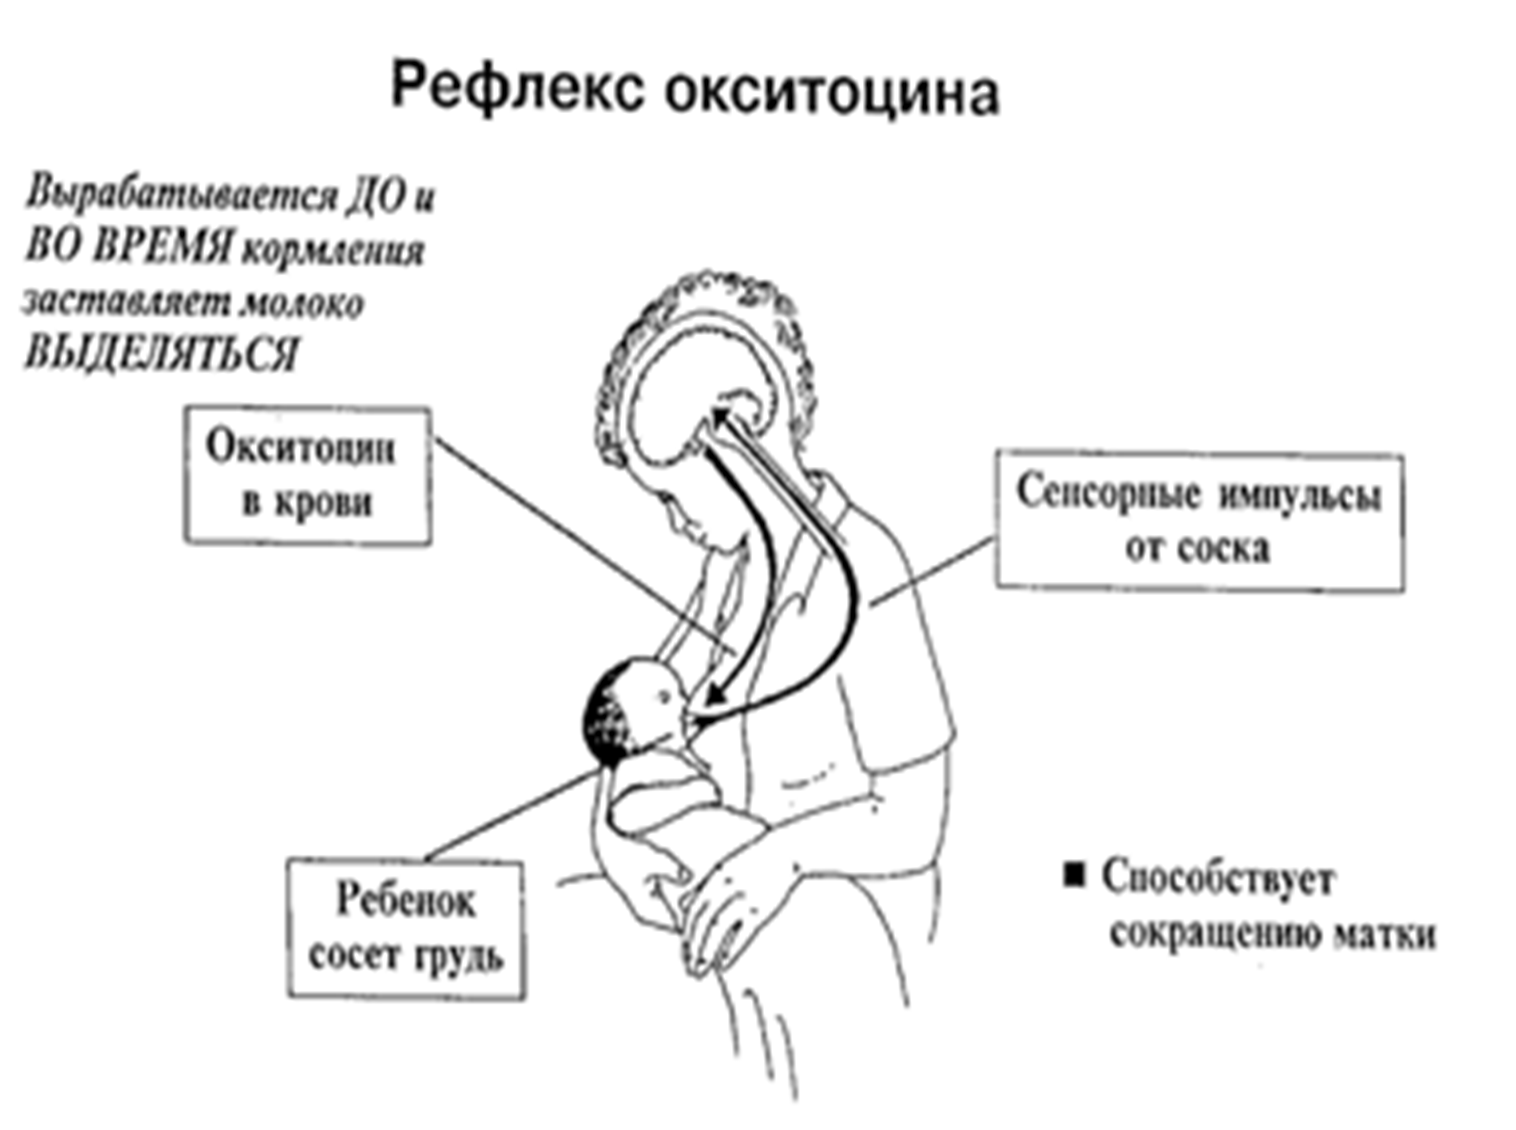 Рефлекс окситоцина
Вырабатывается ДО и
ВО ВРЕМЯ кормления
заставляет молоко
ВЫДЕЛЯТЬСЯ
Окситоцин
в крови
Сенсорные импульсы
от соска
Ребенок
сосет грудь
■ Способствует
сокращению матки